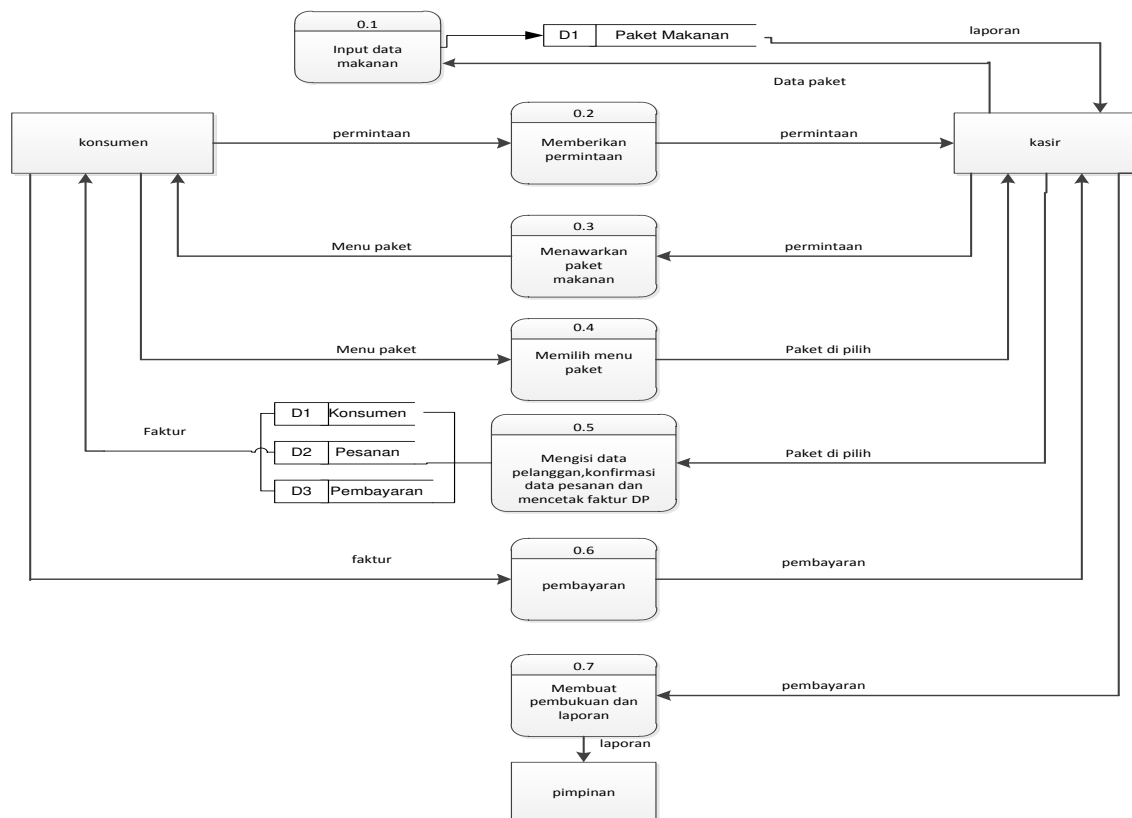 0.1
Input data
makanan
D1 Paket Makanan
laporan
Data paket
konsumen
permintaan
0.2
Memberikan
permintaan
permintaan
kasir
Menu paket
0.3
Menawarkan
paket
makanan
permintaan
Menu paket
0.4
Memilih menu
paket
Paket di pilih
Faktur
D1 Konsumen
D2 Pesanan
D3 Pembayaran
0.5
Mengisi data
pelanggan,konfirmasi
data pesanan dan
mencetak faktur DP
Paket di pilih
faktur
0.6
pembayaran
pembayaran
0.7
Membuat
pembukuan dan
laporan
pembayaran
laporan
pimpinan